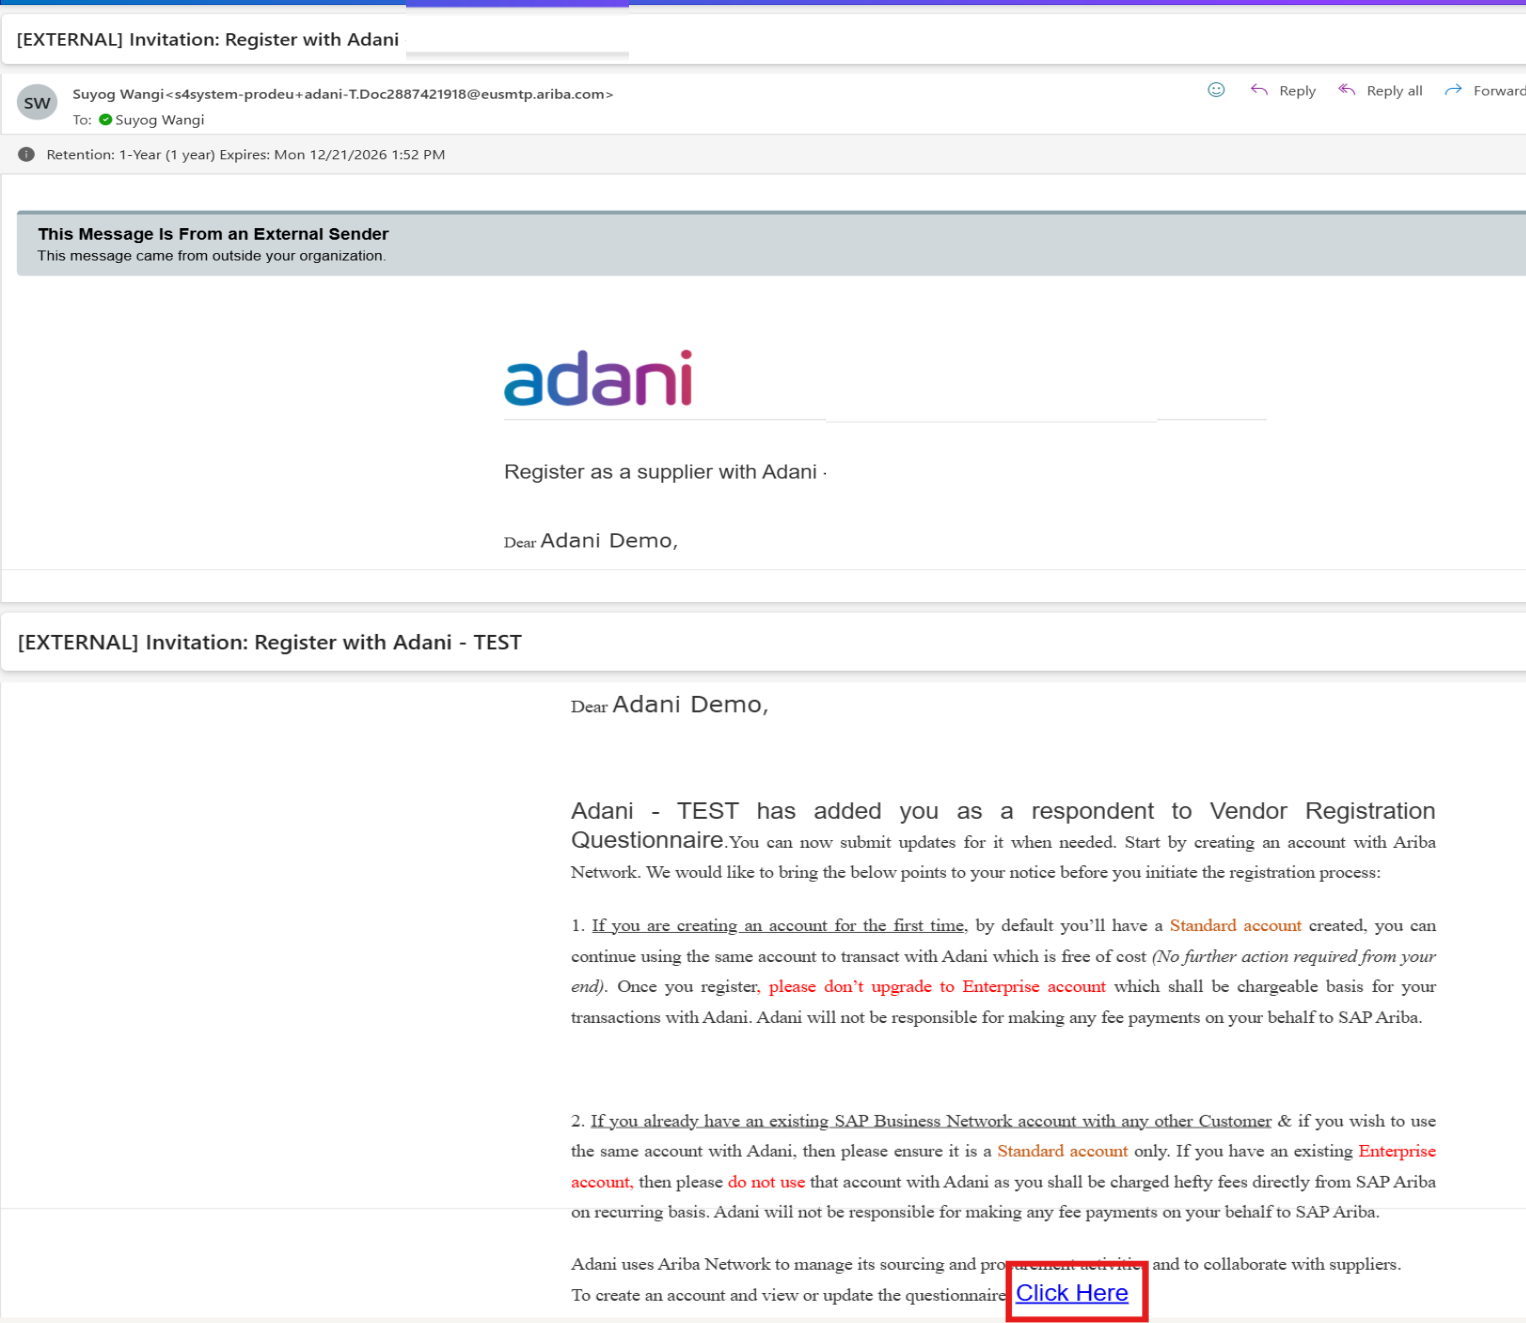 [EXTERNAL] Invitation: Register with Adani
SW
Suyog Wangi<s4system-prodeu+adani-T.Doc2887421918@eusmtp.ariba.com>
To: Suyog Wangi
Reply
Reply all
Forward
Retention: 1-Year (1 year) Expires: Mon 12/21/2026 1:52 PM
This Message Is From an External Sender
This message came from outside your organization.
adani
Register as a supplier with Adani
Dear Adani Demo,
[EXTERNAL] Invitation: Register with Adani - TEST
Dear Adani Demo,
Adani - TEST has added you as a respondent to Vendor Registration
Questionnaire.You can now submit updates for it when needed. Start by creating an account with Ariba
Network. We would like to bring the below points to your notice before you initiate the registration process:
1. If you are creating an account for the first time, by default you’ll have a Standard account created, you can
continue using the same account to transact with Adani which is free of cost (No further action required from your
end). Once you register, please don’t upgrade to Enterprise account which shall be chargeable basis for your
transactions with Adani. Adani will not be responsible for making any fee payments on your behalf to SAP Ariba.
2. If you already have an existing SAP Business Network account with any other Customer & if you wish to use
the same account with Adani, then please ensure it is a Standard account only. If you have an existing Enterprise
account, then please do not use that account with Adani as you shall be charged hefty fees directly from SAP Ariba
on recurring basis. Adani will not be responsible for making any fee payments on your behalf to SAP Ariba.
Adani uses Ariba Network to manage its sourcing and procurement activities and to collaborate with suppliers.
To create an account and view or update the questionnaire Click Here